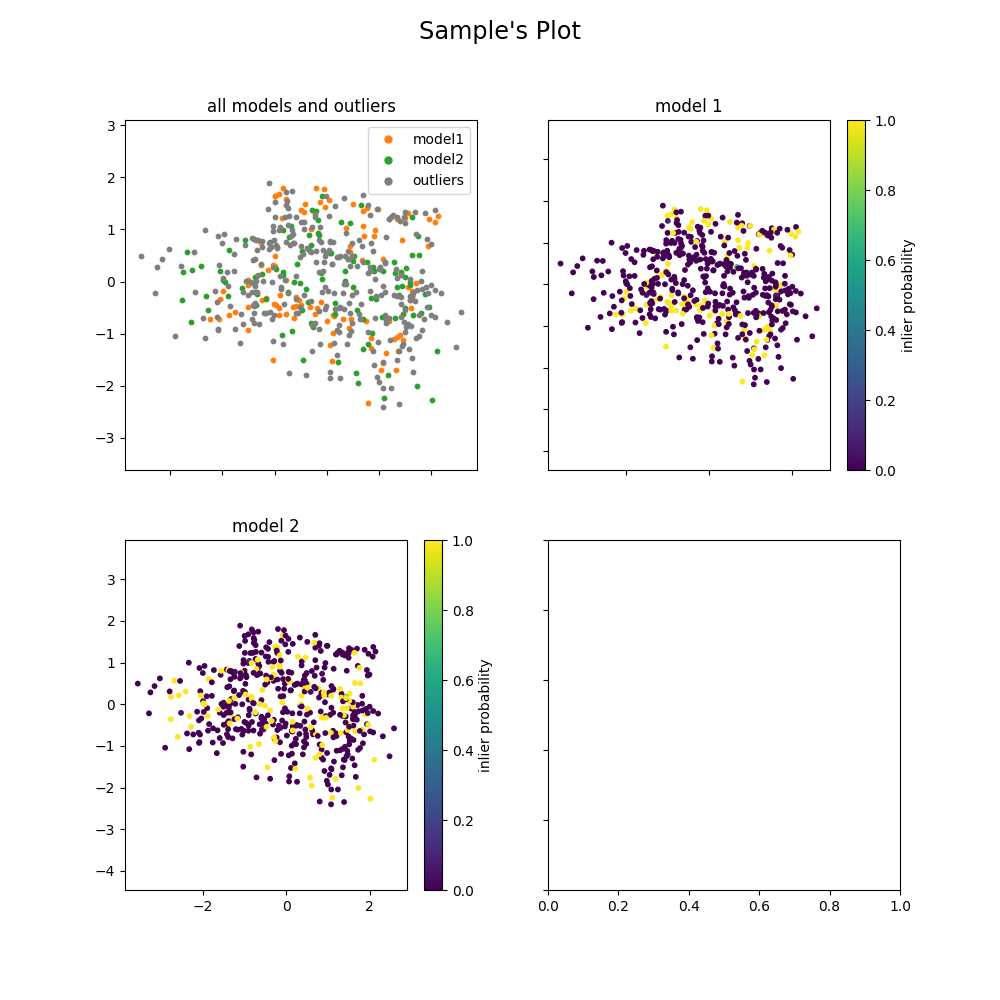 Sample's Plot
all models and outliers
3
2
1
0
−1
−2
−3
model1
model2
outliers
model 1
1.0
0.8
0.6
0.4
0.2
0.0
inlier probability
model 2
3
2
1
0
−1
−2
−3
−4
−2 0 2
1.0
0.8
0.6
0.4
0.2
0.0
inlier probability
0.0 0.2 0.4 0.6 0.8 1.0